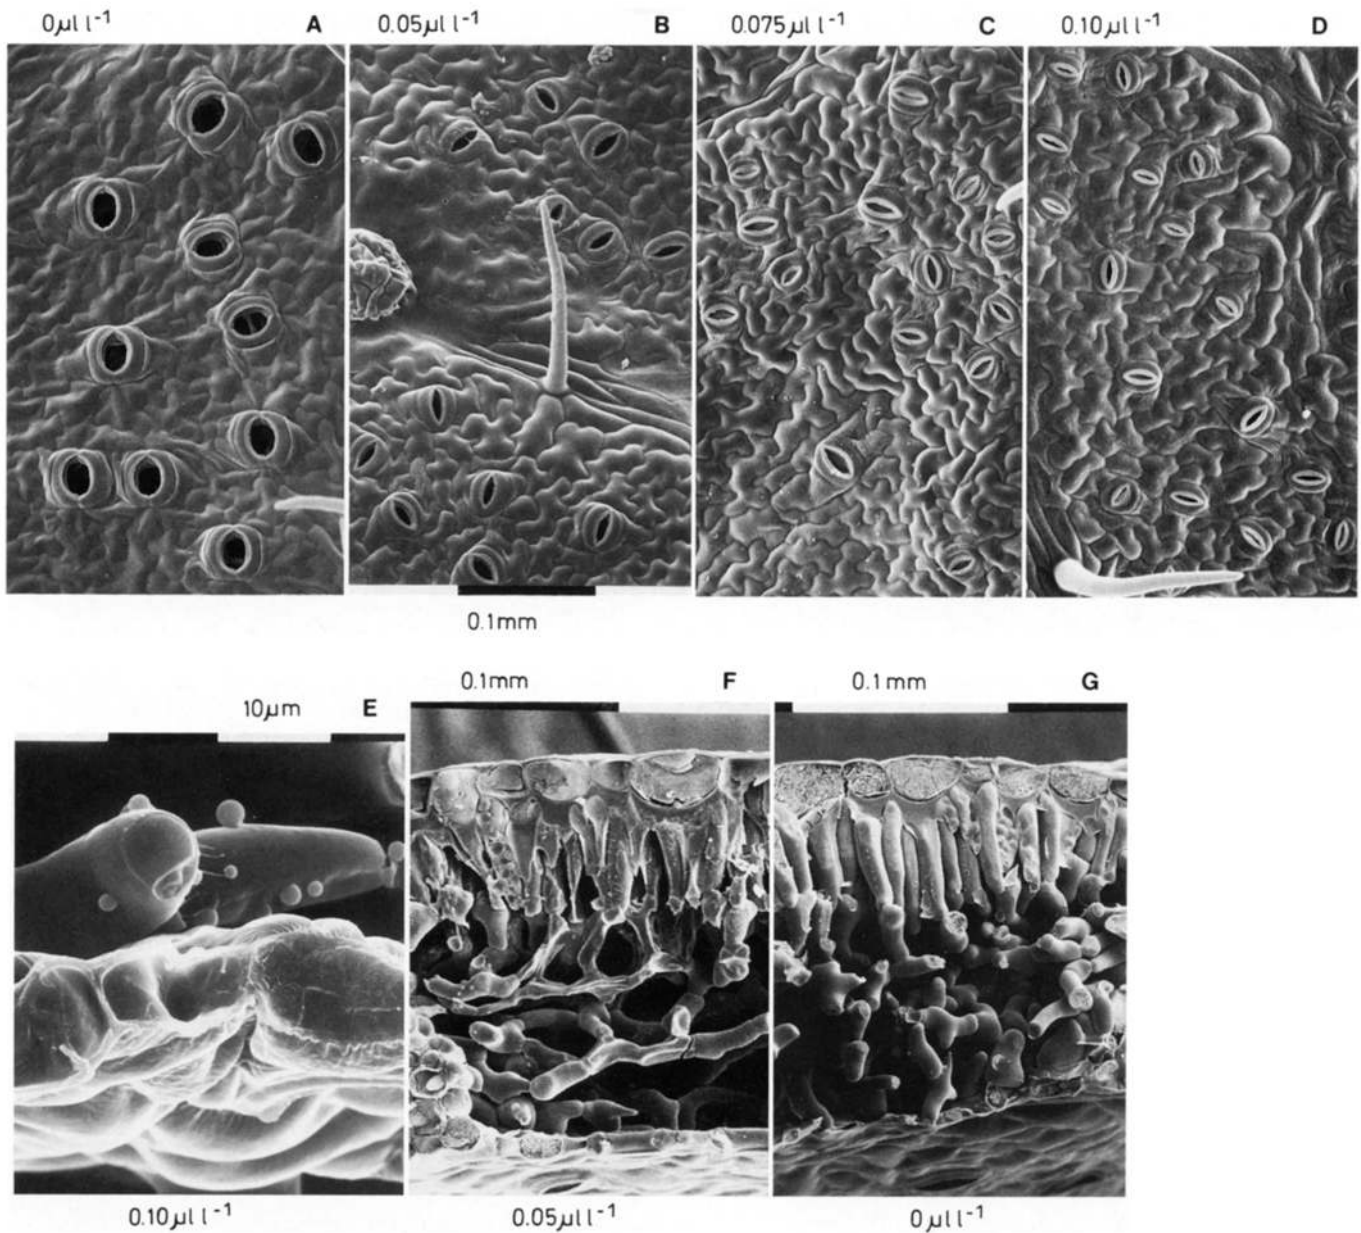 0µl l⁻¹ A 0.05µl l⁻¹ B 0.075µl l⁻¹ C 0.10µl l⁻¹ D
0.1mm
0.1mm F 0.1mm G
10µm E
0.10µl l⁻¹ 0.05µl l⁻¹ 0µl l⁻¹